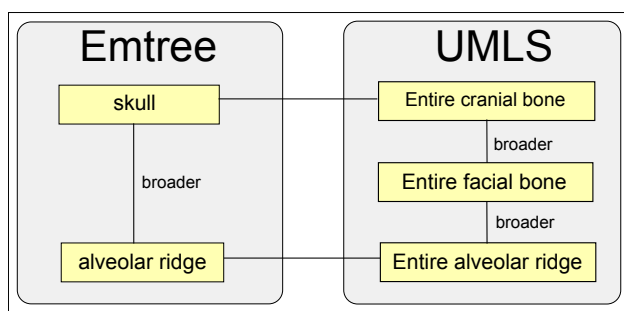 Emtree
UMLS
skull
Entire cranial bone
broader
broader
Entire facial bone
broader
alveolar ridge
Entire alveolar ridge